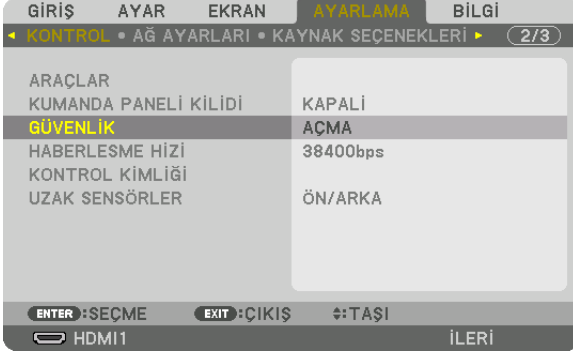 GİRİŞ AYAR EKRAN AYARLAMA BİLGİ
KONTROL • AĞ AYARLARI • KAYNAK SEÇENEKLERİ 2/3
ARAÇLAR
KUMANDA PANELİ KİLİDİ KAPALİ
GÜVENLİK AÇMA
HABERLESME HİZİ 38400bps
KONTROL KİMLİĞİ
UZAK SENSÖRLER ÖN/ARKA
ENTER :SEÇME EXIT :ÇIKIŞ :TAŞI
HDMI1 İLERİ